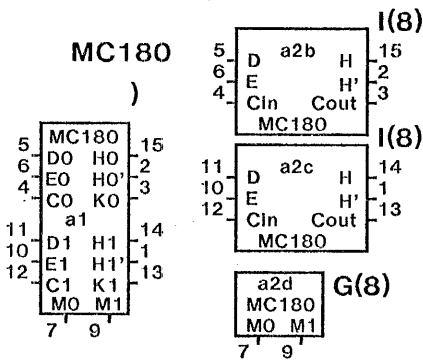 MC180
)
MC180
5 D0 H0 15
6 E0 H0' 2
4 C0 K0 3
a1
11 D1 H1 14
10 E1 H1' 1
12 C1 K1 13
M0 M1
7 9
I(8)
a2b
5 D H 15
6 E H' 2
4 Cin Cout 3
MC180
I(8)
a2c
11 D H 14
10 E H' 1
12 Cin Cout 13
MC180
G(8)
a2d
MC180
M0 M1
7 9